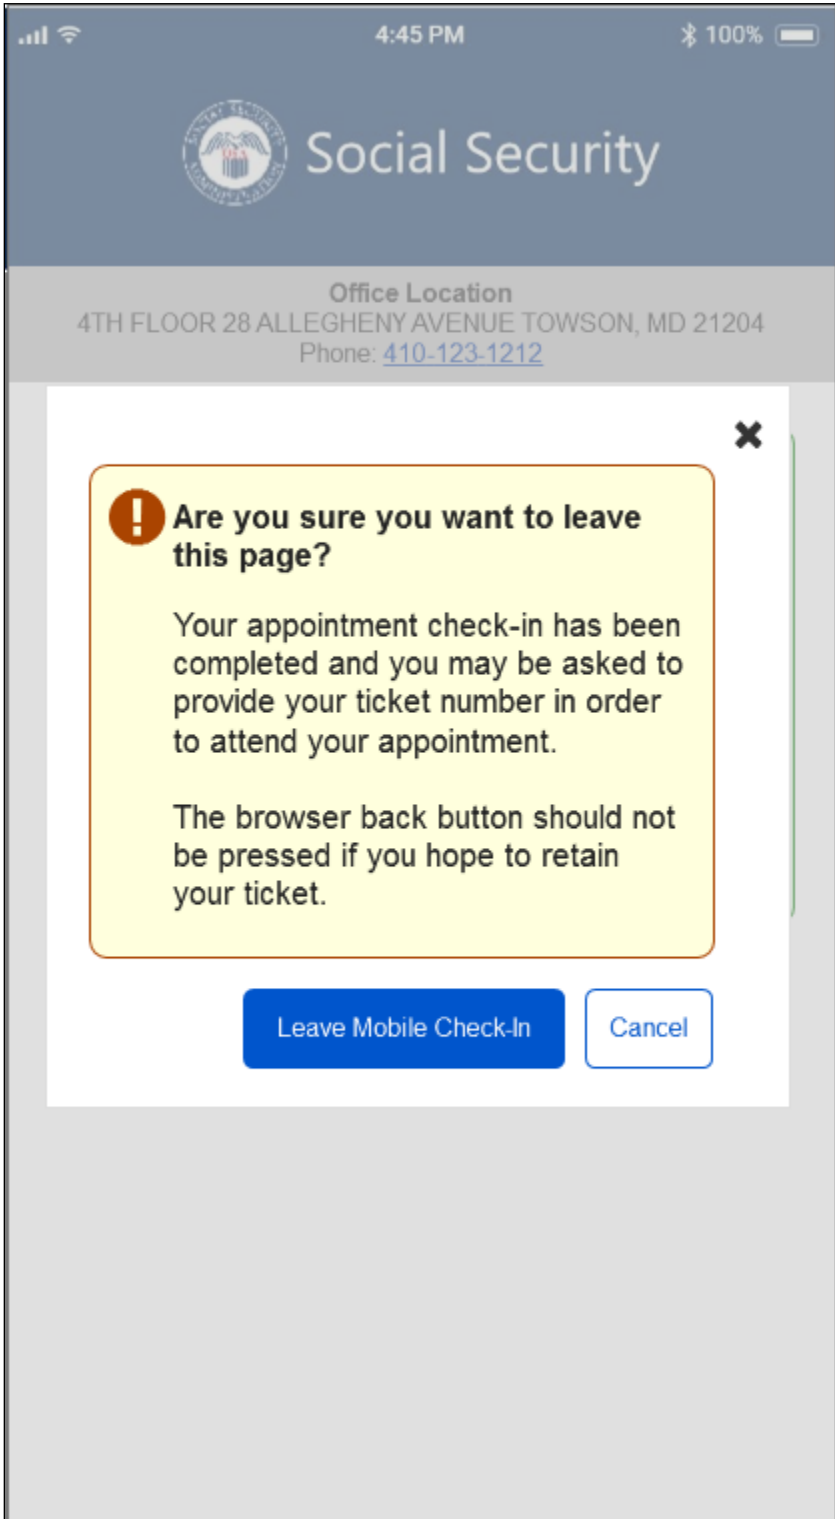 4:45 PM
100%
Social Security
Office Location
4TH FLOOR 28 ALLEGHENY AVENUE TOWSON, MD 21204
Phone: 410-123-1212
Are you sure you want to leave
this page?
Your appointment check-in has been
completed and you may be asked to
provide your ticket number in order
to attend your appointment.
The browser back button should not
be pressed if you hope to retain
your ticket.
Leave Mobile Check-In
Cancel